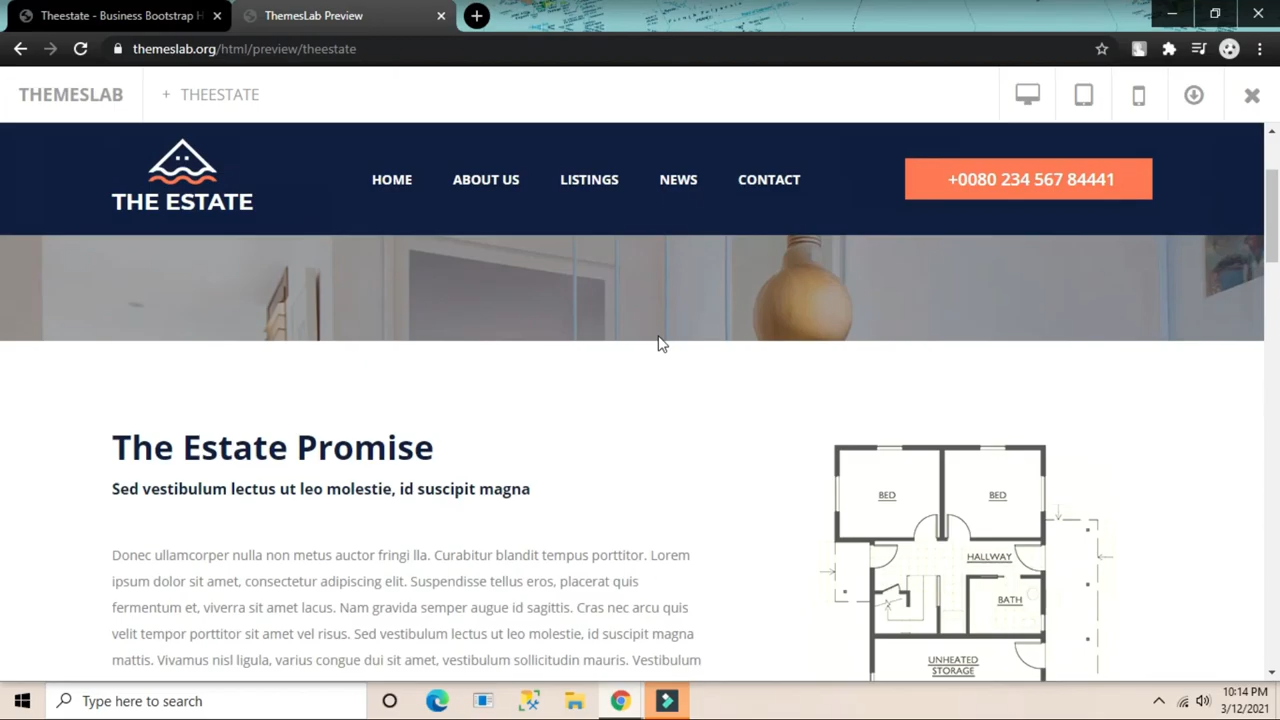 Theestate - Business Bootstrap H
ThemesLab Preview
themeslab.org/html/preview/theestate
THEMESLAB
+ THEESTATE
THE ESTATE
HOME
ABOUT US
LISTINGS
NEWS
CONTACT
+0080 234 567 84441
The Estate Promise
Sed vestibulum lectus ut leo molestie, id suscipit magna
Donec ullamcorper nulla non metus auctor fringi lla. Curabitur blandit tempus porttitor. Lorem
ipsum dolor sit amet, consectetur adipiscing elit. Suspendisse tellus eros, placerat quis
fermentum et, viverra sit amet lacus. Nam gravida semper augue id sagittis. Cras nec arcu quis
velit tempor porttitor sit amet vel risus. Sed vestibulum lectus ut leo molestie, id suscipit magna
mattis. Vivamus nisl ligula, varius congue dui sit amet, vestibulum sollicitudin mauris. Vestibulum
BED
BED
HALLWAY
BATH
UNHEATED
STORAGE
Type here to search
10:14 PM
3/12/2021